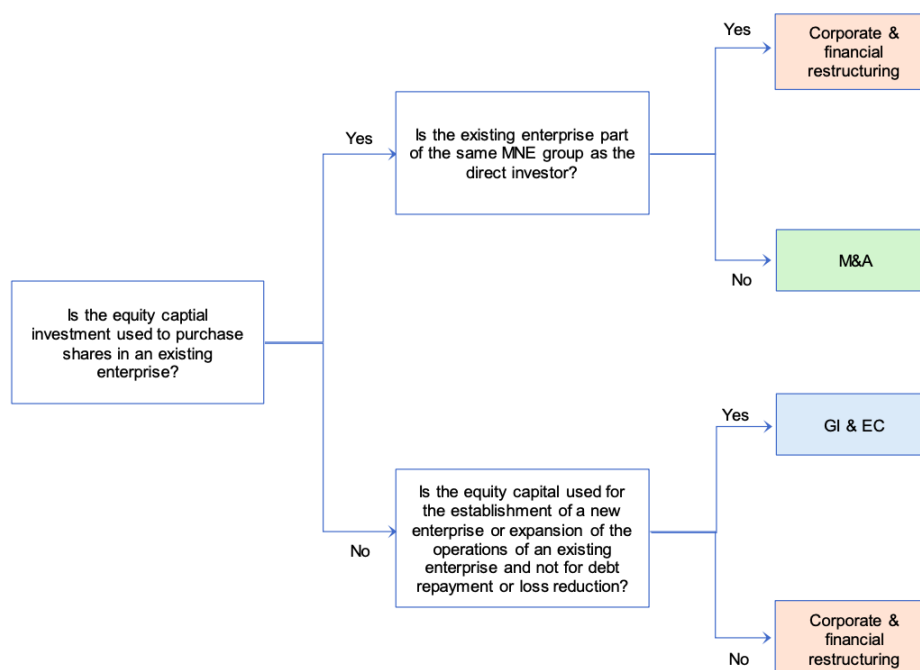 Yes
Corporate &
financial
restructuring
Yes
Is the existing enterprise part
of the same MNE group as the
direct investor?
No
M&A
Is the equity captial
investment used to purchase
shares in an existing
enterprise?
Yes
GI & EC
No
Is the equity capital used for
the establishment of a new
enterprise or expansion of the
operations of an existing
enterprise and not for debt
repayment or loss reduction?
No
Corporate &
financial
restructuring